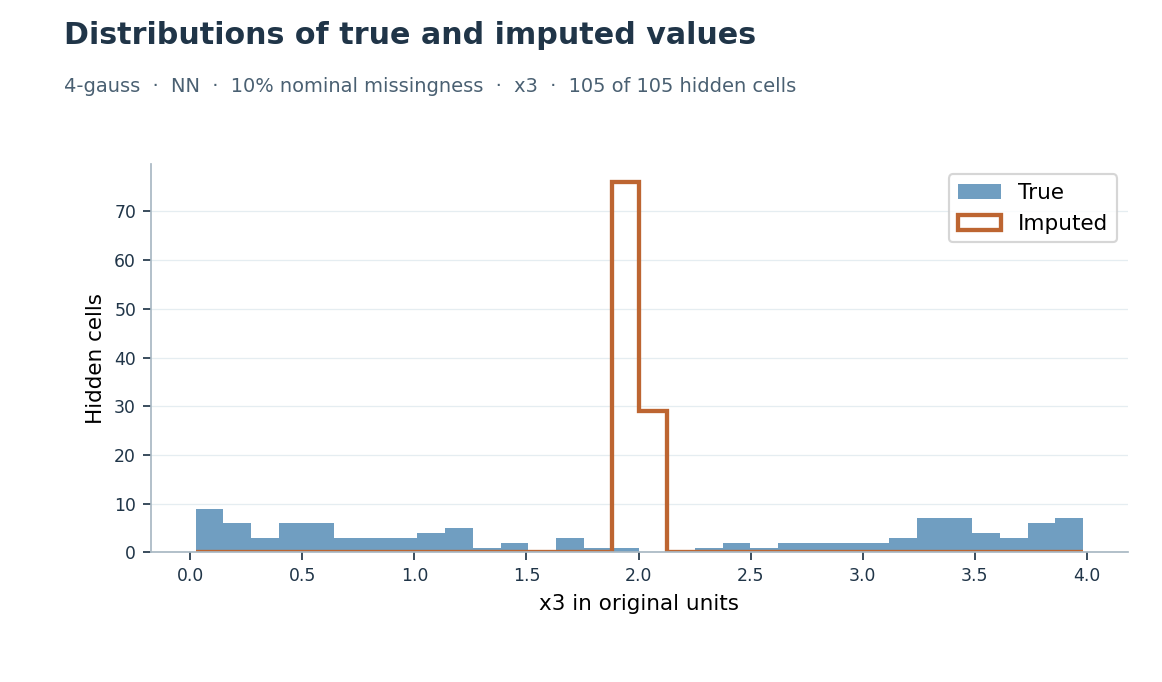 Distributions of true and imputed values
4-gauss · NN · 10% nominal missingness · x3 · 105 of 105 hidden cells
True
Imputed
Hidden cells
70
60
50
40
30
20
10
0
0.0 0.5 1.0 1.5 2.0 2.5 3.0 3.5 4.0
x3 in original units